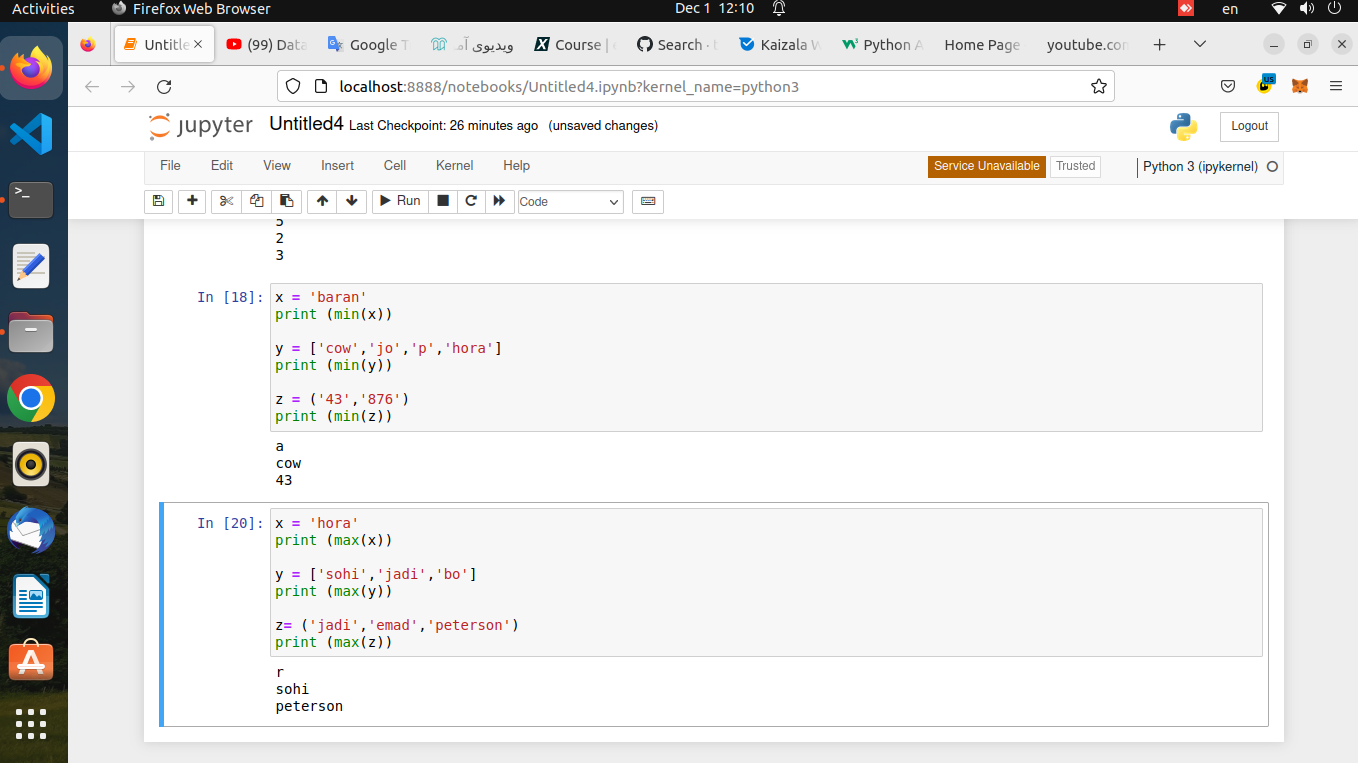 Activities Firefox Web Browser Dec 1 12:10 en
Untitle (99) Data Google T ویدیوی آم Course | Search · t Kaizala W Python A Home Page youtube.con
localhost:8888/notebooks/Untitled4.ipynb?kernel_name=python3 us
jupyter Untitled4 Last Checkpoint: 26 minutes ago (unsaved changes) Logout
File Edit View Insert Cell Kernel Help Service Unavailable Trusted Python 3 (ipykernel)
Run Code
5
2
3
In [18]: x = 'baran'
print (min(x))
y = ['cow','jo','p','hora']
print (min(y))
z = ('43','876')
print (min(z))
a
cow
43
In [20]: x = 'hora'
print (max(x))
y = ['sohi','jadi','bo']
print (max(y))
z= ('jadi','emad','peterson')
print (max(z))
r
sohi
peterson